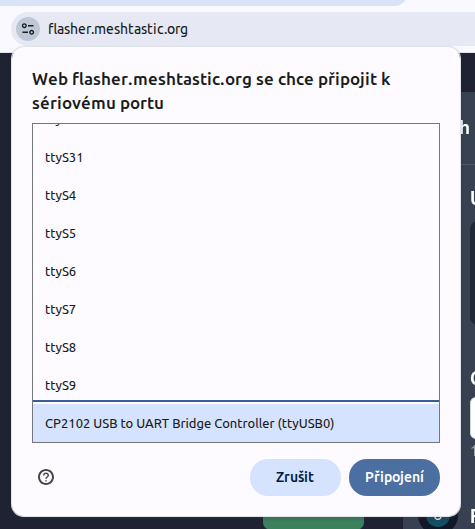 flasher.meshtastic.org
Web flasher.meshtastic.org se chce připojit k
sériovému portu
ttyS31
ttyS4
ttyS5
ttyS6
ttyS7
ttyS8
ttyS9
CP2102 USB to UART Bridge Controller (ttyUSB0)
Zrušit
Připojení